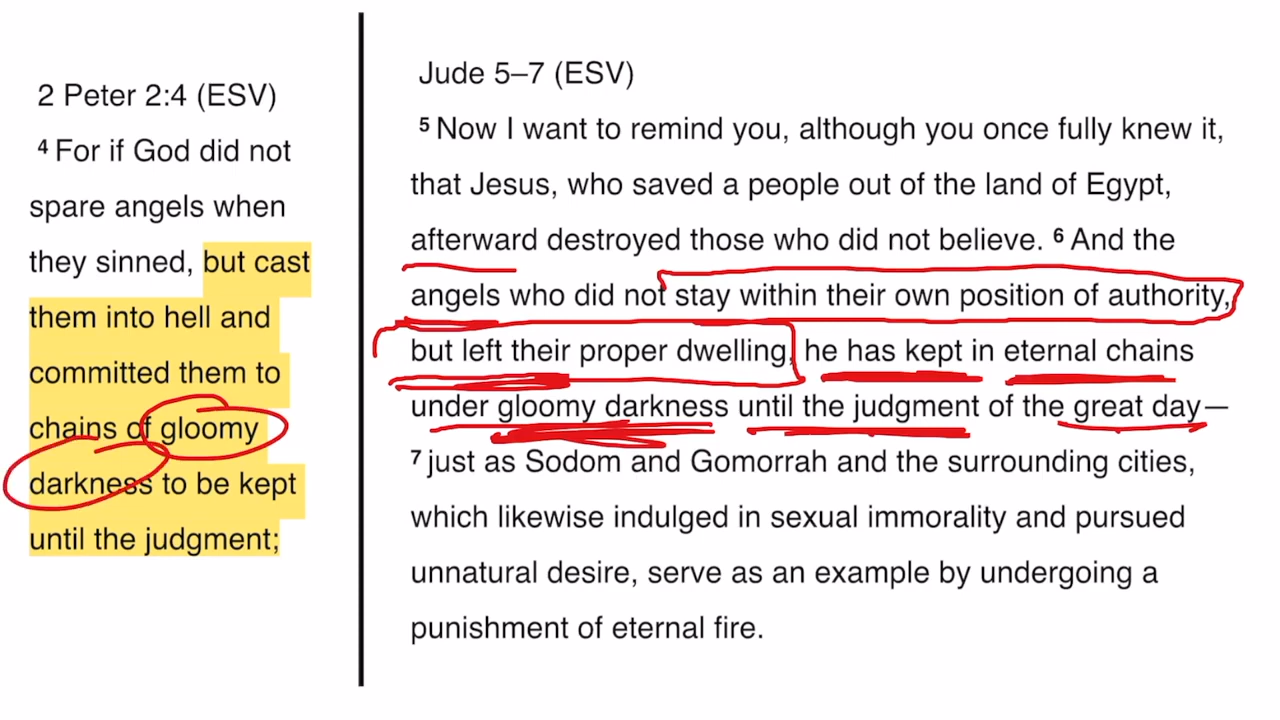 2 Peter 2:4 (ESV)
4 For if God did not
spare angels when
they sinned, but cast
them into hell and
committed them to
chains of gloomy
darkness to be kept
until the judgment;
Jude 5–7 (ESV)
5 Now I want to remind you, although you once fully knew it,
that Jesus, who saved a people out of the land of Egypt,
afterward destroyed those who did not believe. 6 And the
angels who did not stay within their own position of authority,
but left their proper dwelling, he has kept in eternal chains
under gloomy darkness until the judgment of the great day—
7 just as Sodom and Gomorrah and the surrounding cities,
which likewise indulged in sexual immorality and pursued
unnatural desire, serve as an example by undergoing a
punishment of eternal fire.